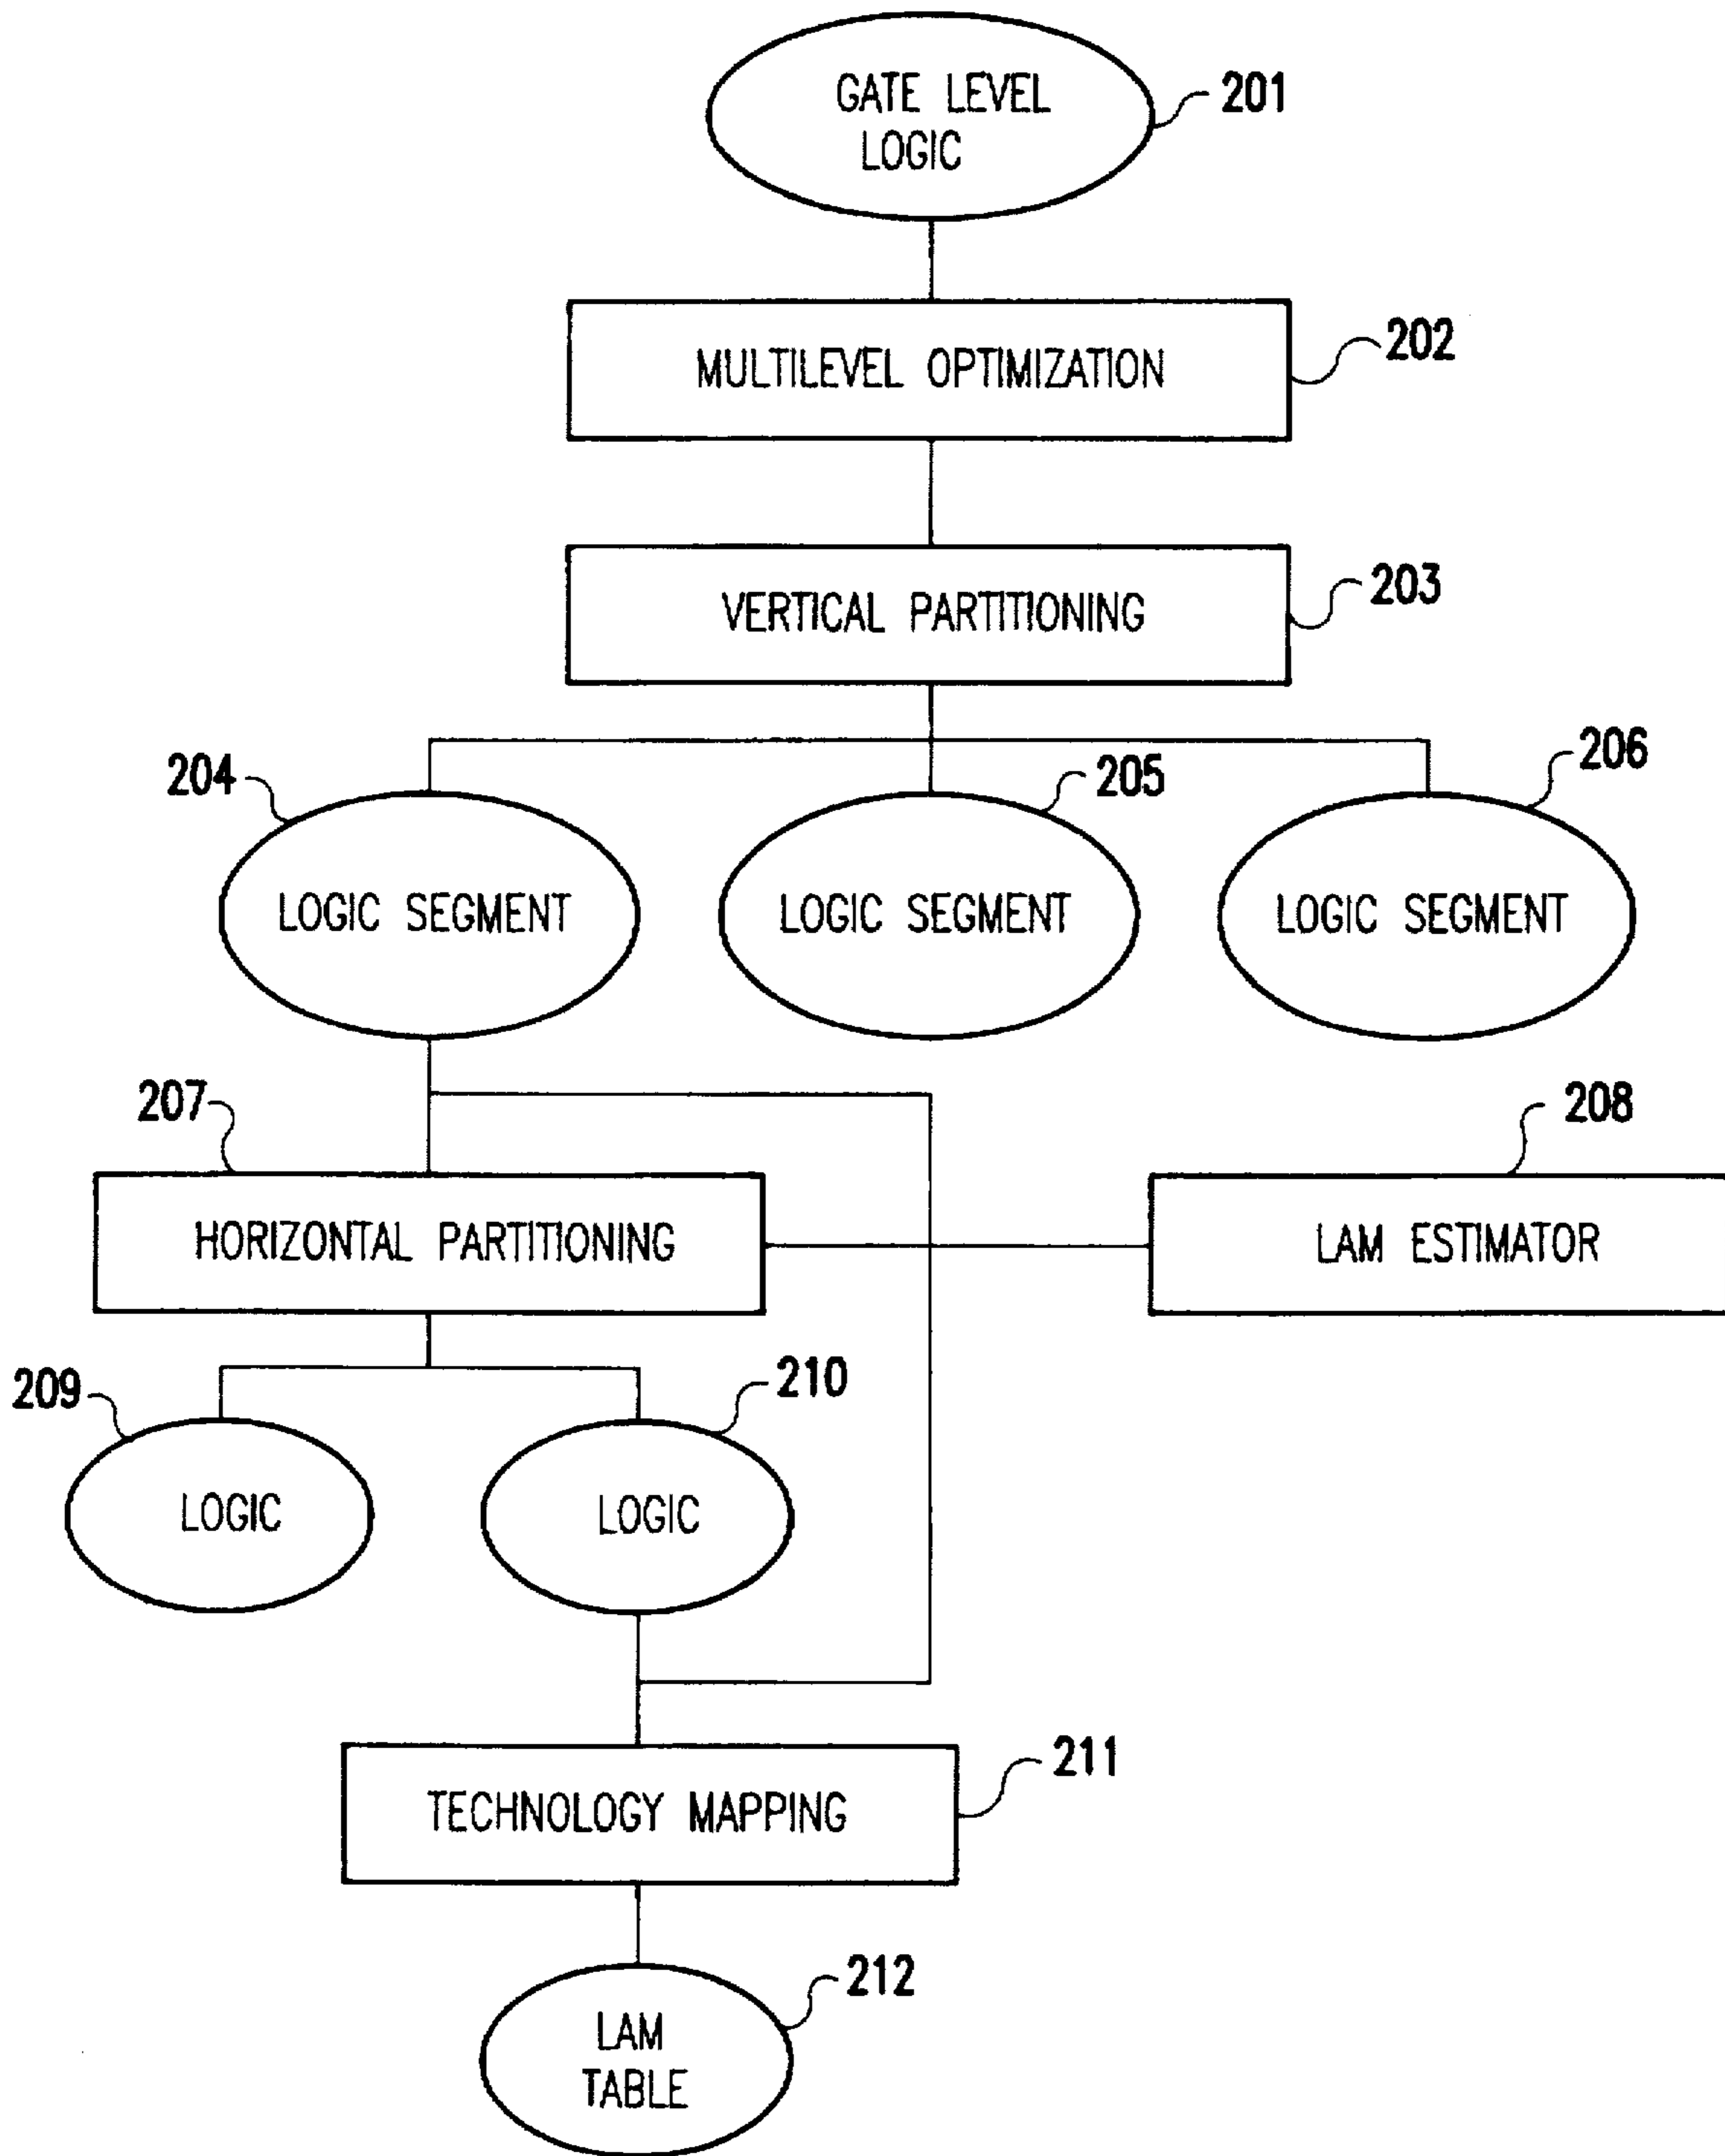 GATE LEVEL
LOGIC
201
MULTILEVEL OPTIMIZATION
202
VERTICAL PARTITIONING
203
204
205
206
LOGIC SEGMENT
LOGIC SEGMENT
LOGIC SEGMENT
207
208
HORIZONTAL PARTITIONING
LAM ESTIMATOR
209
210
LOGIC
LOGIC
TECHNOLOGY MAPPING
211
LAM
TABLE
212